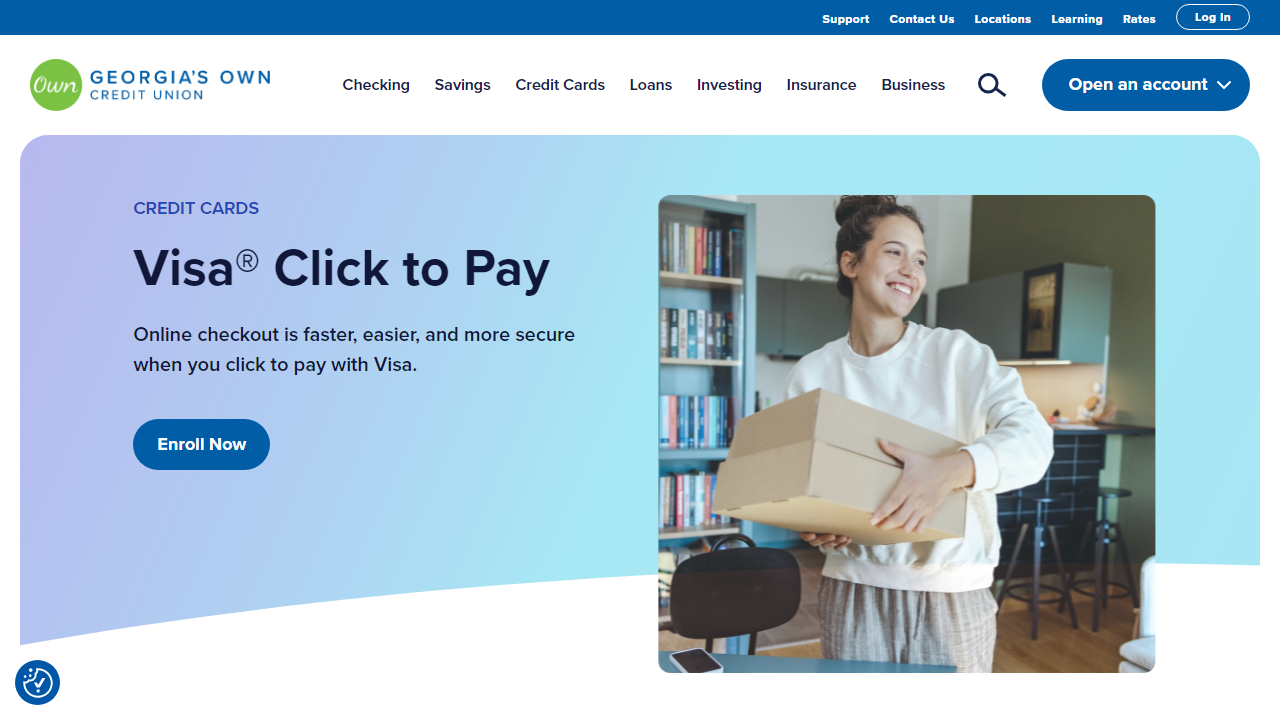 Support Contact Us Locations Learning Rates Log In
Own GEORGIA'S OWN
CREDIT UNION
Checking Savings Credit Cards Loans Investing Insurance Business Open an account
CREDIT CARDS
Visa® Click to Pay
Online checkout is faster, easier, and more secure
when you click to pay with Visa.
Enroll Now